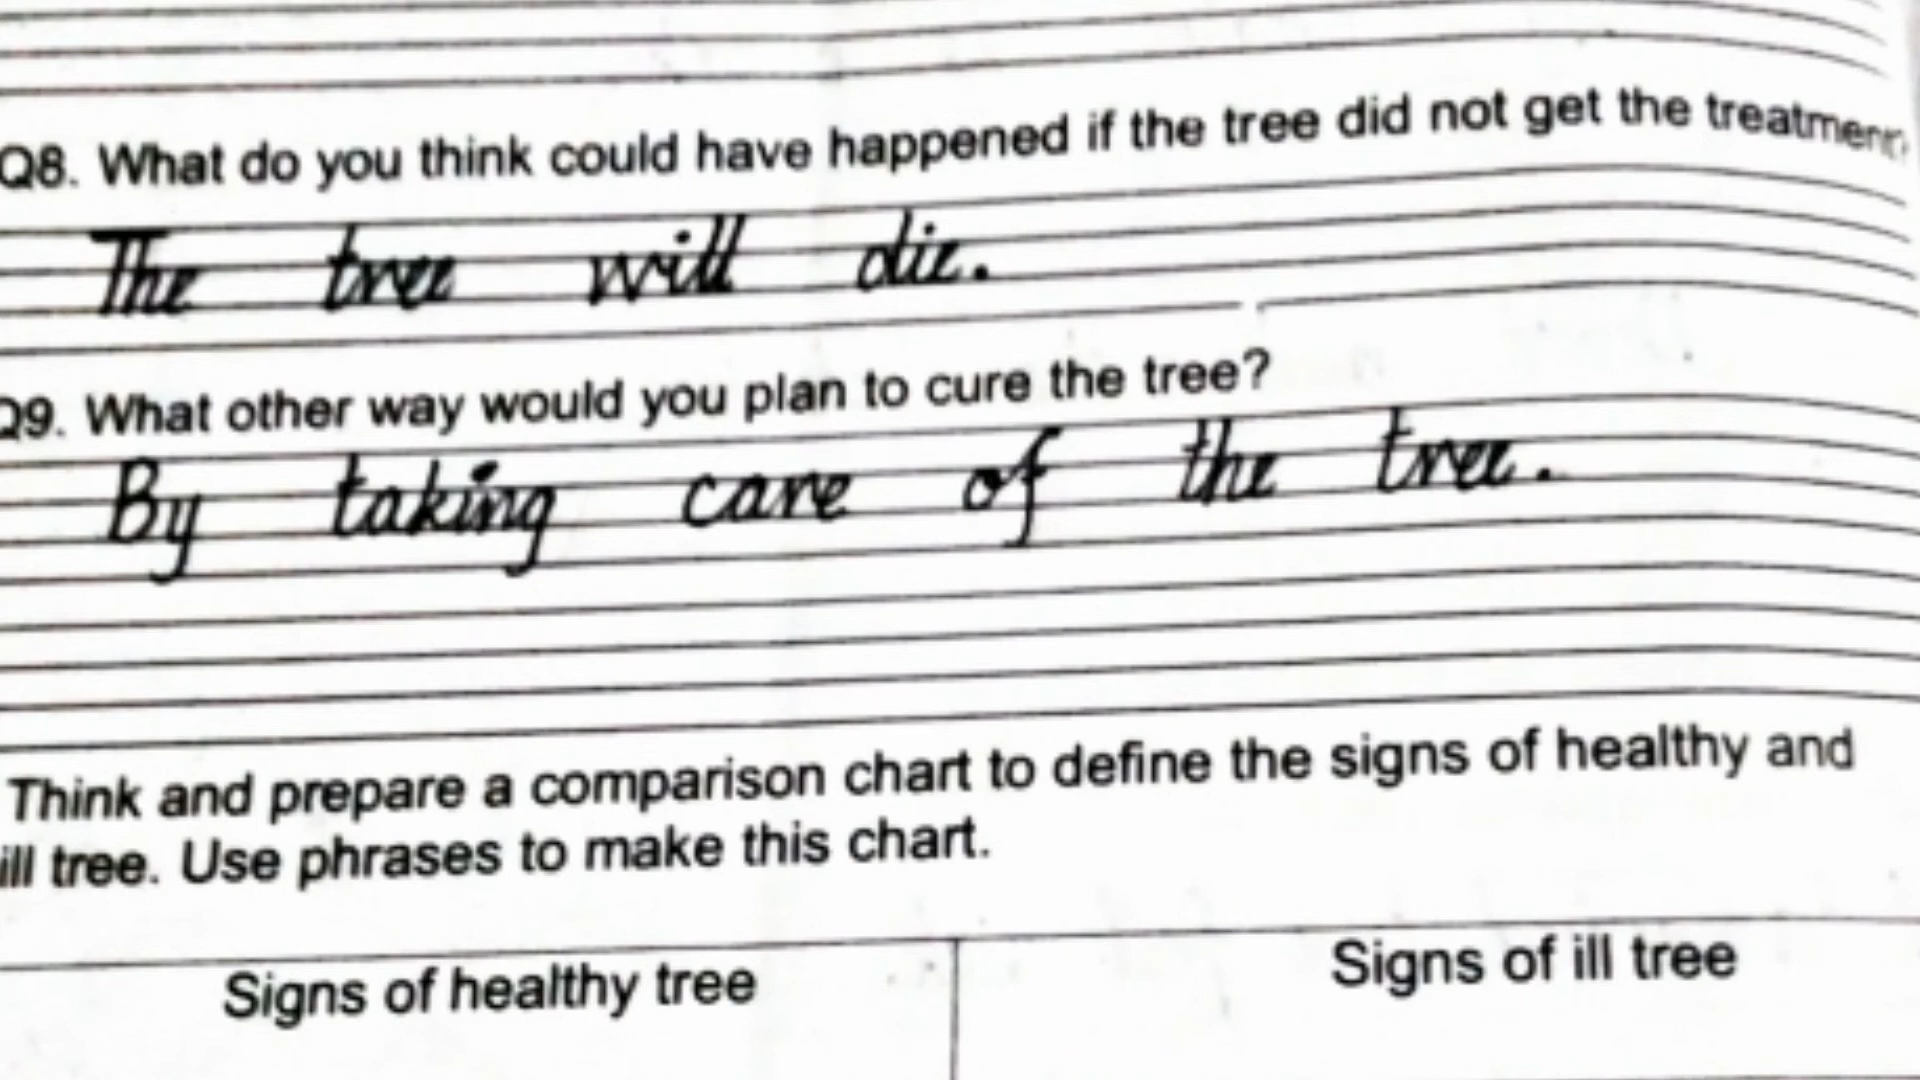 Q8. What do you think could have happened if the tree did not get the treatment?
The tree will die.
Q9. What other way would you plan to cure the tree?
By taking care of the tree.
Think and prepare a comparison chart to define the signs of healthy and
ill tree. Use phrases to make this chart.
Signs of healthy tree
Signs of ill tree